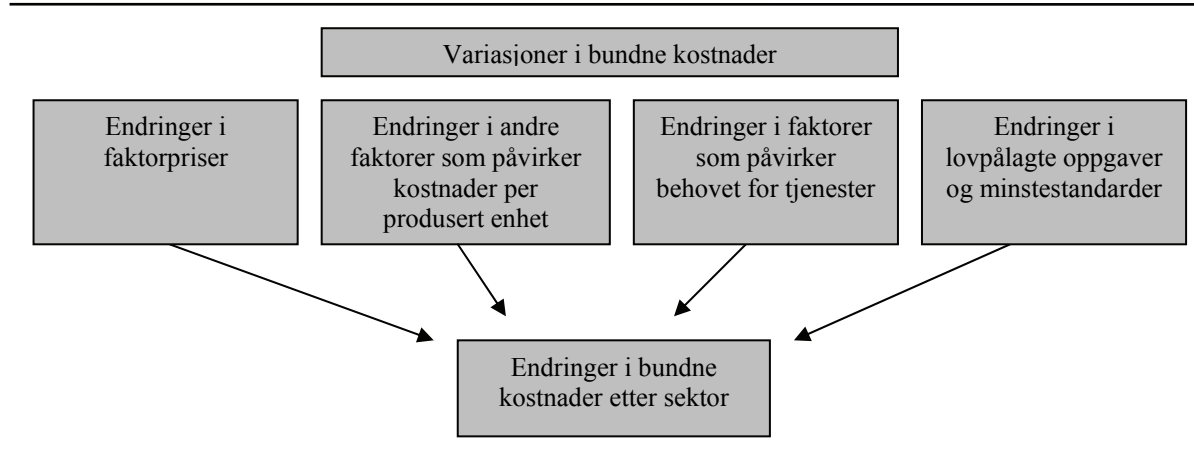 Variasjoner i bundne kostnader
Endringer i
faktorpriser
Endringer i andre
faktorer som påvirker
kostnader per
produsert enhet
Endringer i faktorer
som påvirker
behovet for tjenester
Endringer i
lovpålagte oppgaver
og minstestandarder
Endringer i bundne
kostnader etter sektor